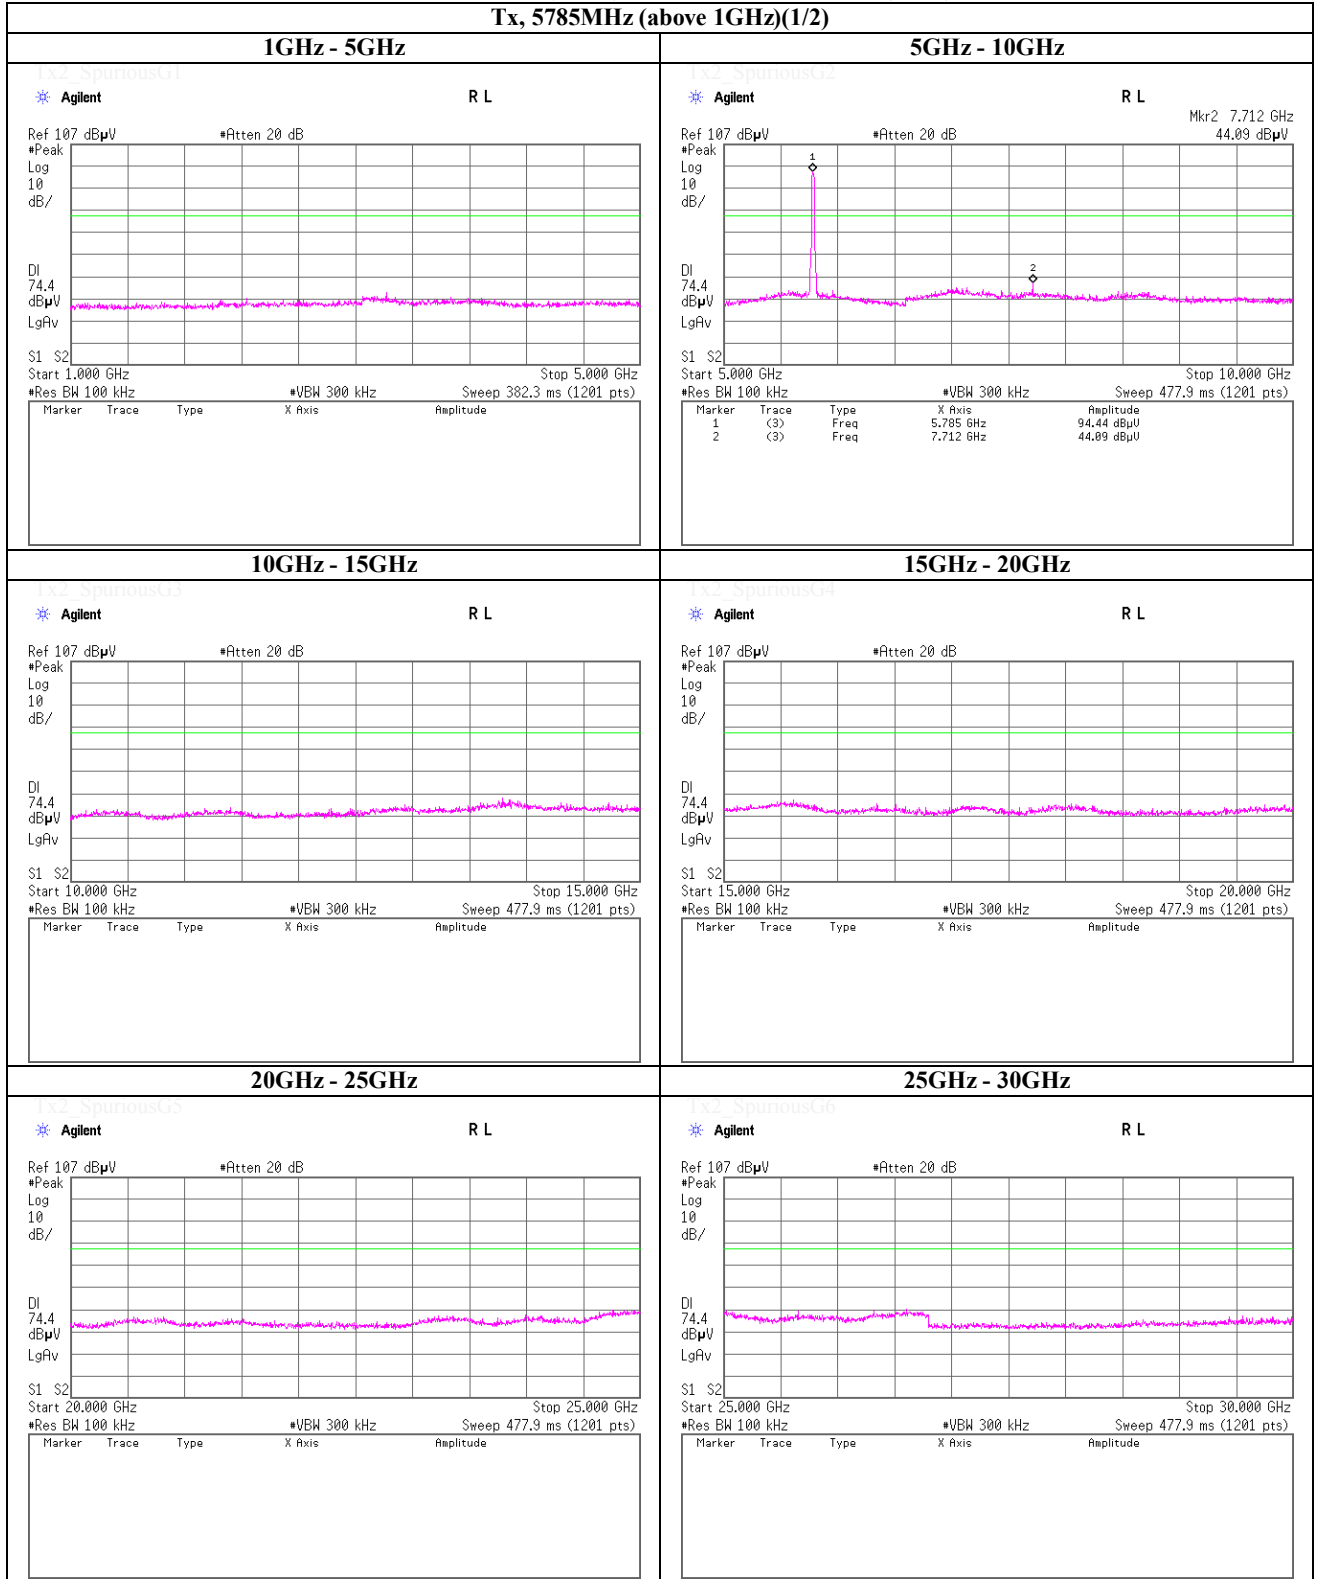 Tx, 5785MHz (above 1GHz)(1/2)
1GHz - 5GHz
Tx2_SpuriousG1
Agilent
R L
Ref 107 dBµV #Atten 20 dB
#Peak
Log
10
dB/
DI
74.4
dBµV
LgAv
S1 S2
Start 1.000 GHz Stop 5.000 GHz
#Res BW 100 kHz #VBW 300 kHz Sweep 382.3 ms (1201 pts)
Marker Trace Type X Axis Amplitude
5GHz - 10GHz
Tx2_SpuriousG2
Agilent
R L
Mkr2 7.712 GHz
Ref 107 dBµV #Atten 20 dB 44.09 dBµV
#Peak
Log
10
dB/
1
2
DI
74.4
dBµV
LgAv
S1 S2
Start 5.000 GHz Stop 10.000 GHz
#Res BW 100 kHz #VBW 300 kHz Sweep 477.9 ms (1201 pts)
Marker Trace Type X Axis Amplitude
1 (3) Freq 5.785 GHz 94.44 dBµV
2 (3) Freq 7.712 GHz 44.09 dBµV
10GHz - 15GHz
Tx2_SpuriousG3
Agilent
R L
Ref 107 dBµV #Atten 20 dB
#Peak
Log
10
dB/
DI
74.4
dBµV
LgAv
S1 S2
Start 10.000 GHz Stop 15.000 GHz
#Res BW 100 kHz #VBW 300 kHz Sweep 477.9 ms (1201 pts)
Marker Trace Type X Axis Amplitude
15GHz - 20GHz
Tx2_SpuriousG4
Agilent
R L
Ref 107 dBµV #Atten 20 dB
#Peak
Log
10
dB/
DI
74.4
dBµV
LgAv
S1 S2
Start 15.000 GHz Stop 20.000 GHz
#Res BW 100 kHz #VBW 300 kHz Sweep 477.9 ms (1201 pts)
Marker Trace Type X Axis Amplitude
20GHz - 25GHz
Tx2_SpuriousG5
Agilent
R L
Ref 107 dBµV #Atten 20 dB
#Peak
Log
10
dB/
DI
74.4
dBµV
LgAv
S1 S2
Start 20.000 GHz Stop 25.000 GHz
#Res BW 100 kHz #VBW 300 kHz Sweep 477.9 ms (1201 pts)
Marker Trace Type X Axis Amplitude
25GHz - 30GHz
Tx2_SpuriousG6
Agilent
R L
Ref 107 dBµV #Atten 20 dB
#Peak
Log
10
dB/
DI
74.4
dBµV
LgAv
S1 S2
Start 25.000 GHz Stop 30.000 GHz
#Res BW 100 kHz #VBW 300 kHz Sweep 477.9 ms (1201 pts)
Marker Trace Type X Axis Amplitude